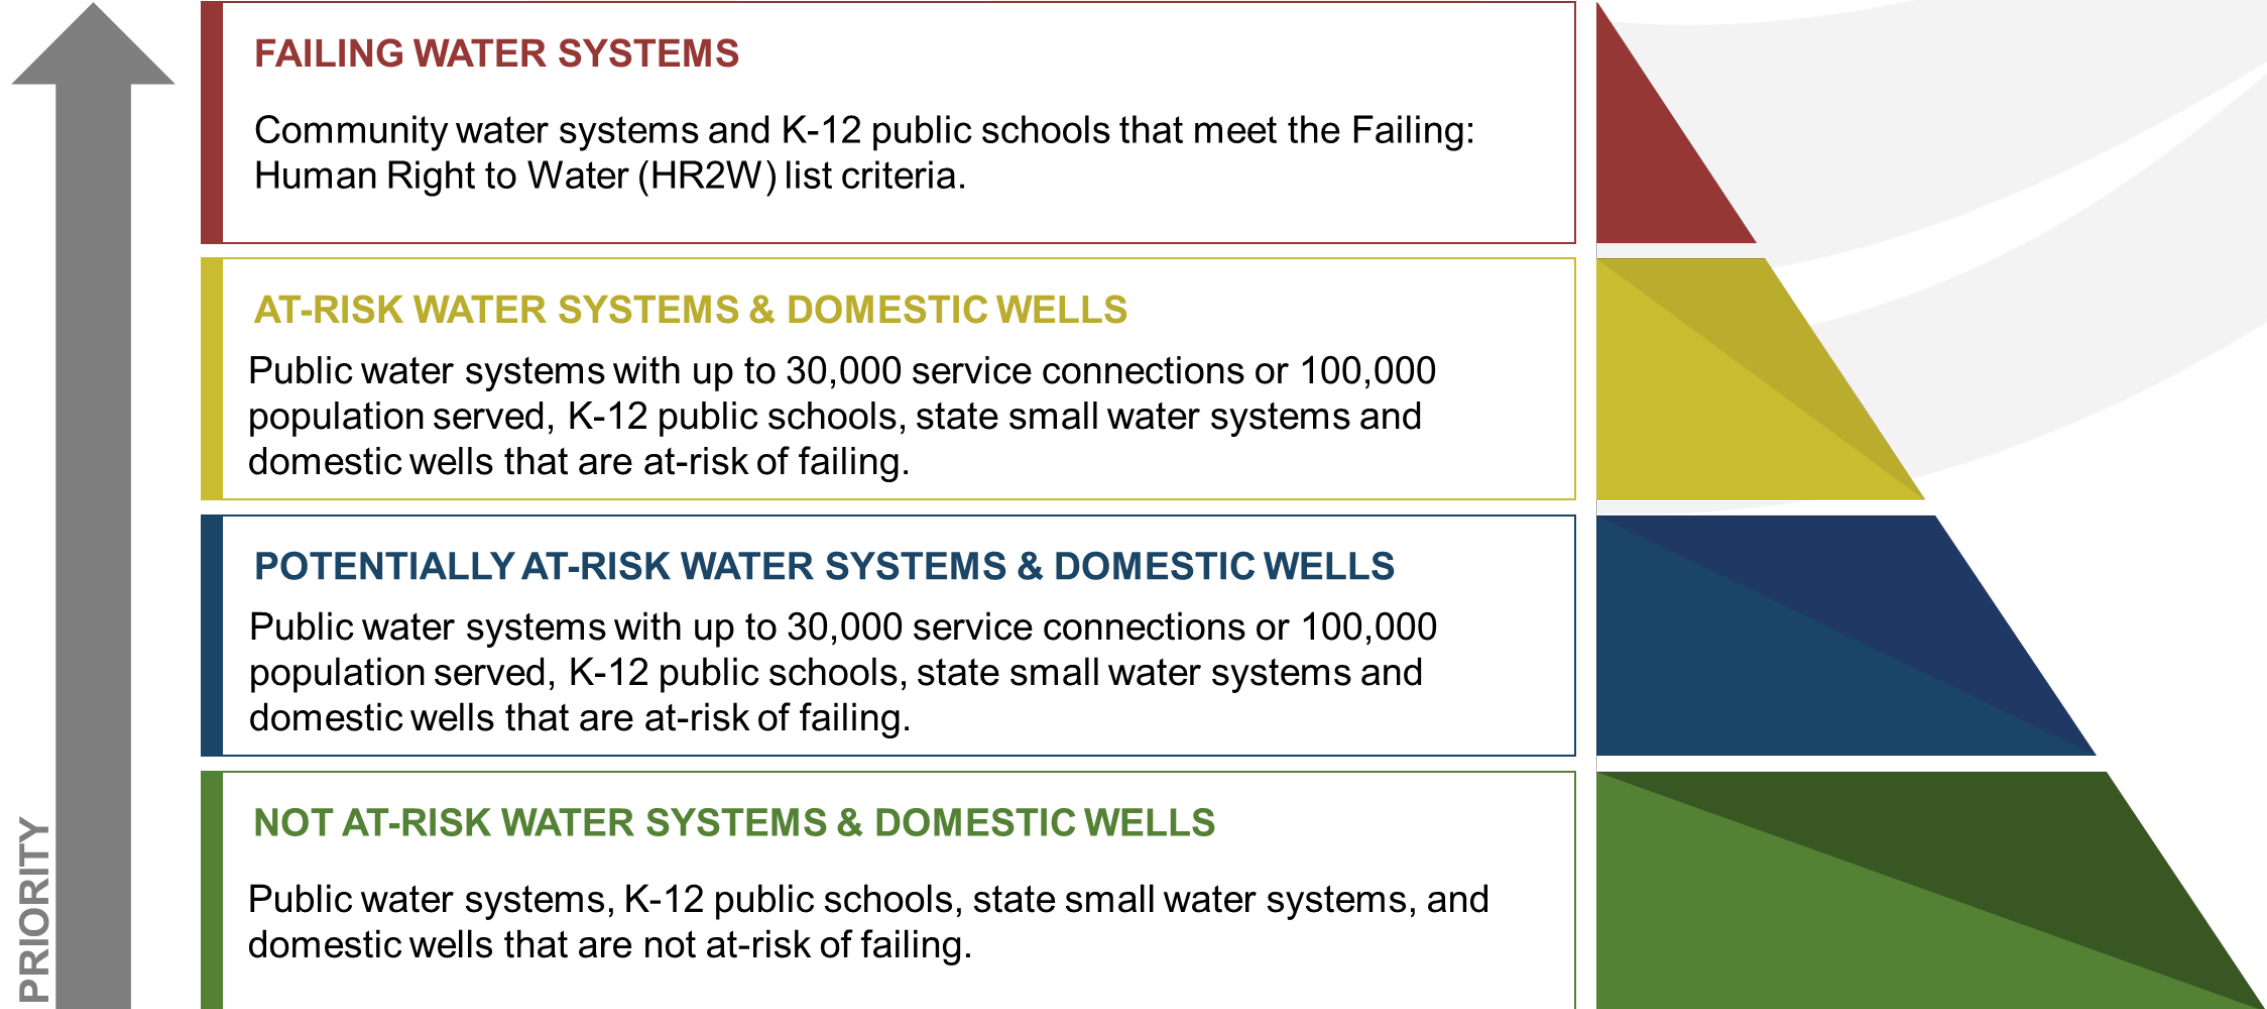 FAILING WATER SYSTEMS
Community water systems and K-12 public schools that meet the Failing:
Human Right to Water (HR2W) list criteria.
AT-RISK WATER SYSTEMS & DOMESTIC WELLS
Public water systems with up to 30,000 service connections or 100,000
population served, K-12 public schools, state small water systems and
domestic wells that are at-risk of failing.
POTENTIALLY AT-RISK WATER SYSTEMS & DOMESTIC WELLS
Public water systems with up to 30,000 service connections or 100,000
population served, K-12 public schools, state small water systems and
domestic wells that are at-risk of failing.
NOT AT-RISK WATER SYSTEMS & DOMESTIC WELLS
Public water systems, K-12 public schools, state small water systems, and
domestic wells that are not at-risk of failing.
PRIORITY